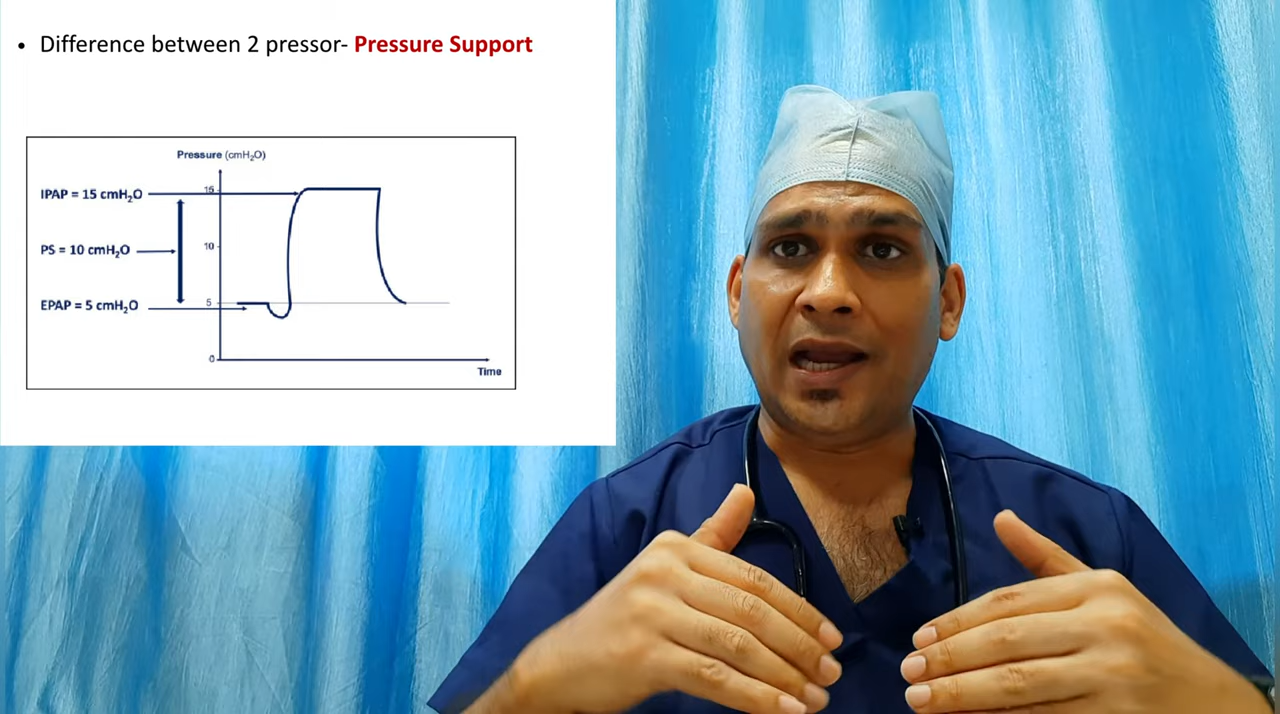 • Difference between 2 pressor- Pressure Support
Pressure (cmH₂O)
IPAP = 15 cmH₂O
15
PS = 10 cmH₂O
10
EPAP = 5 cmH₂O
5
0
Time